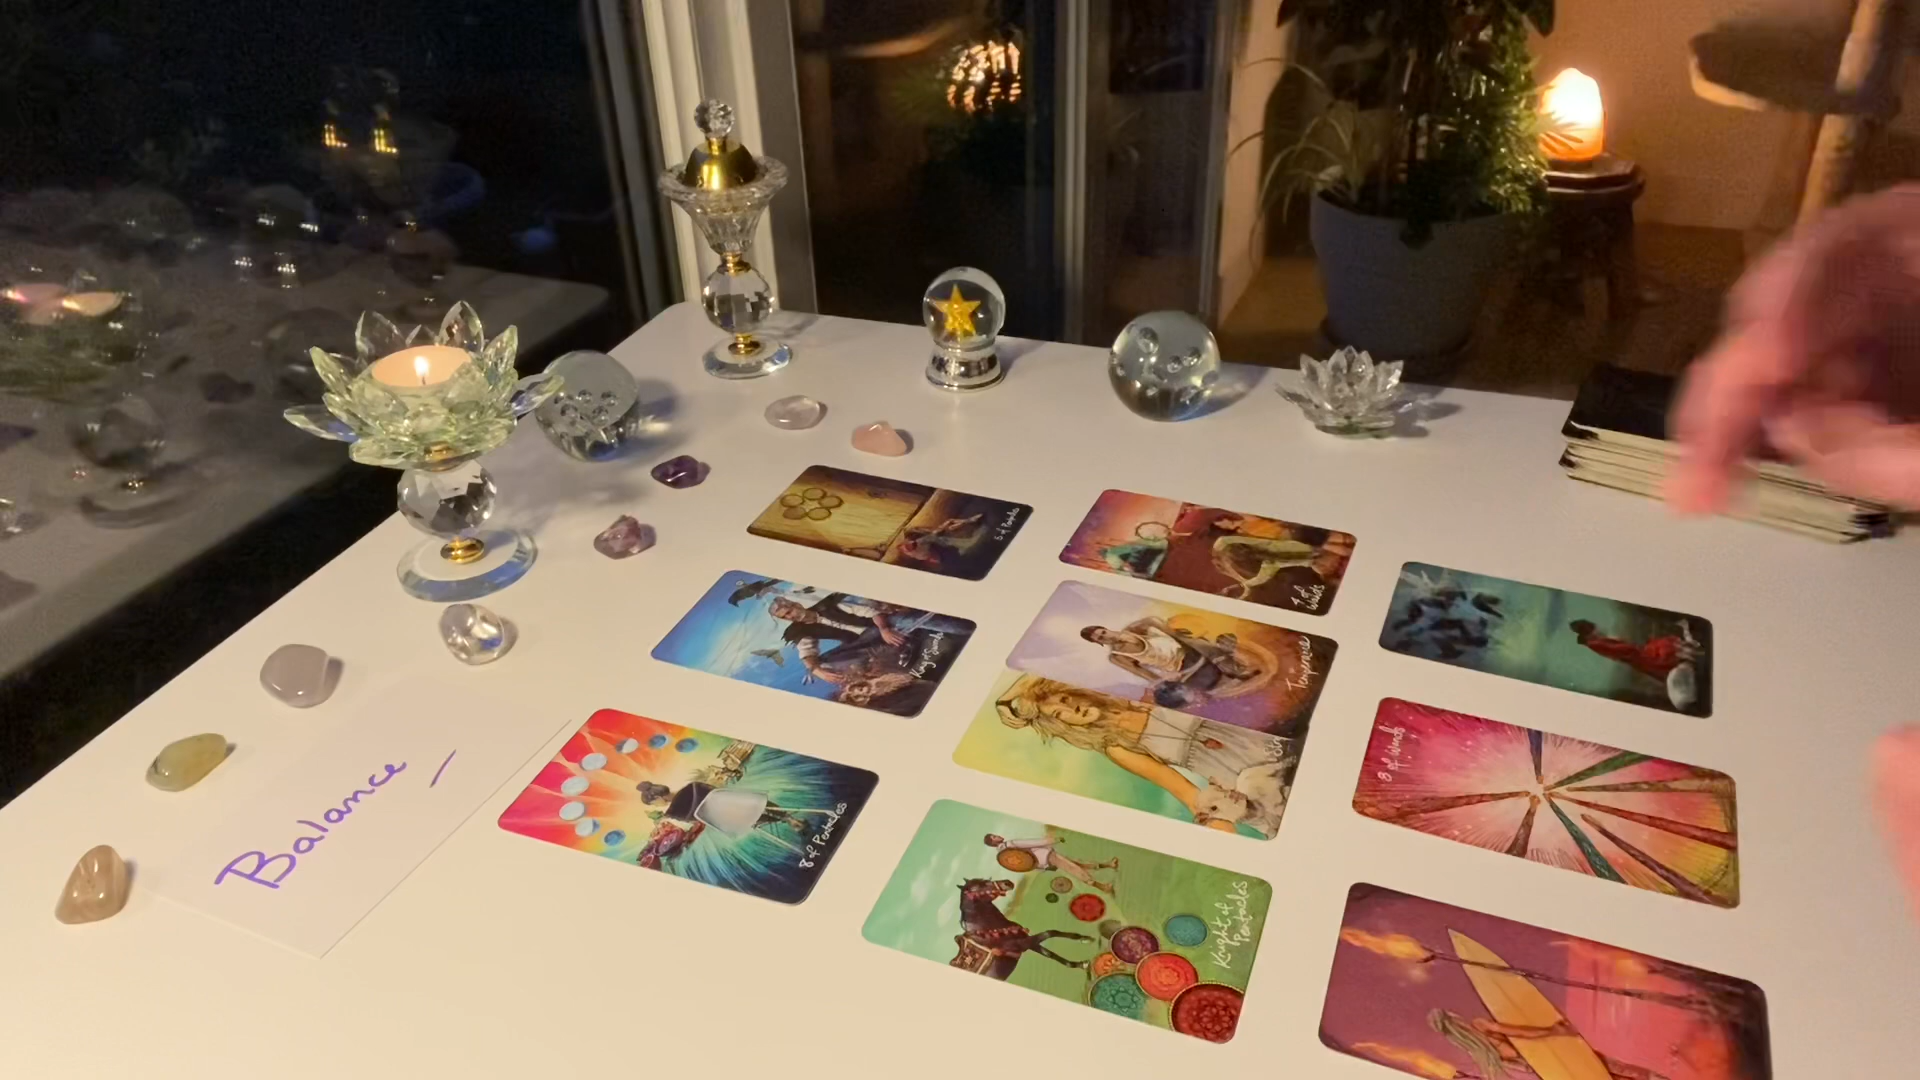 5 of Pentacles
7 of Wands
King of Swords
Temperance
8 of Wands
8 of Pentacles
Knight of Pentacles
Balance –